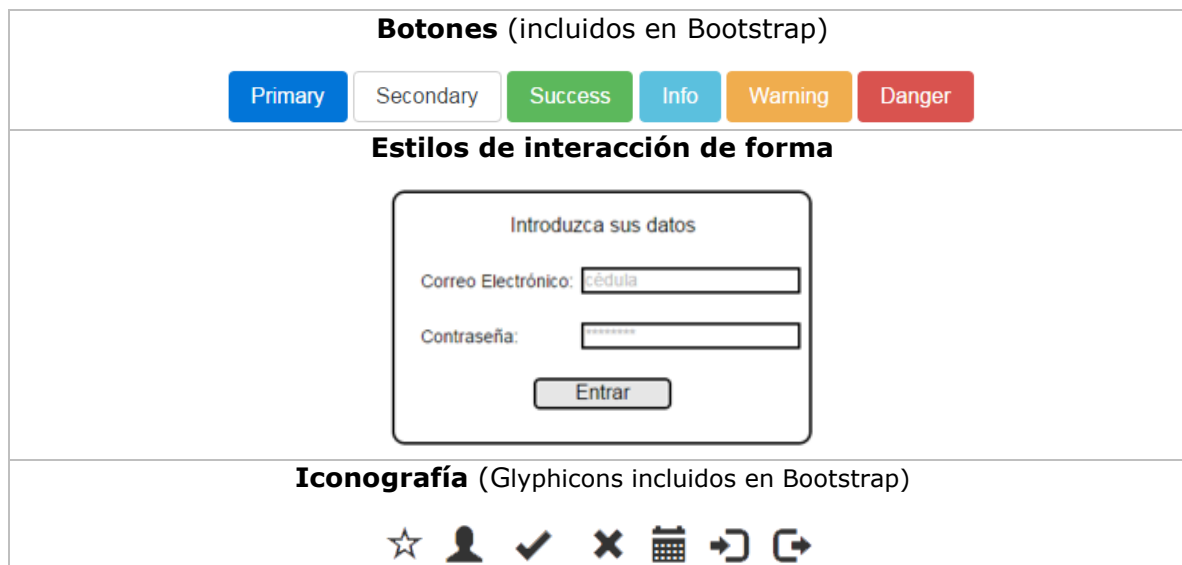 Botones (incluidos en Bootstrap)
Primary Secondary Success Info Warning Danger
Estilos de interacción de forma
Introduzca sus datos
Correo Electrónico: cédula
Contraseña: ********
Entrar
Iconografía (Glyphicons incluidos en Bootstrap)